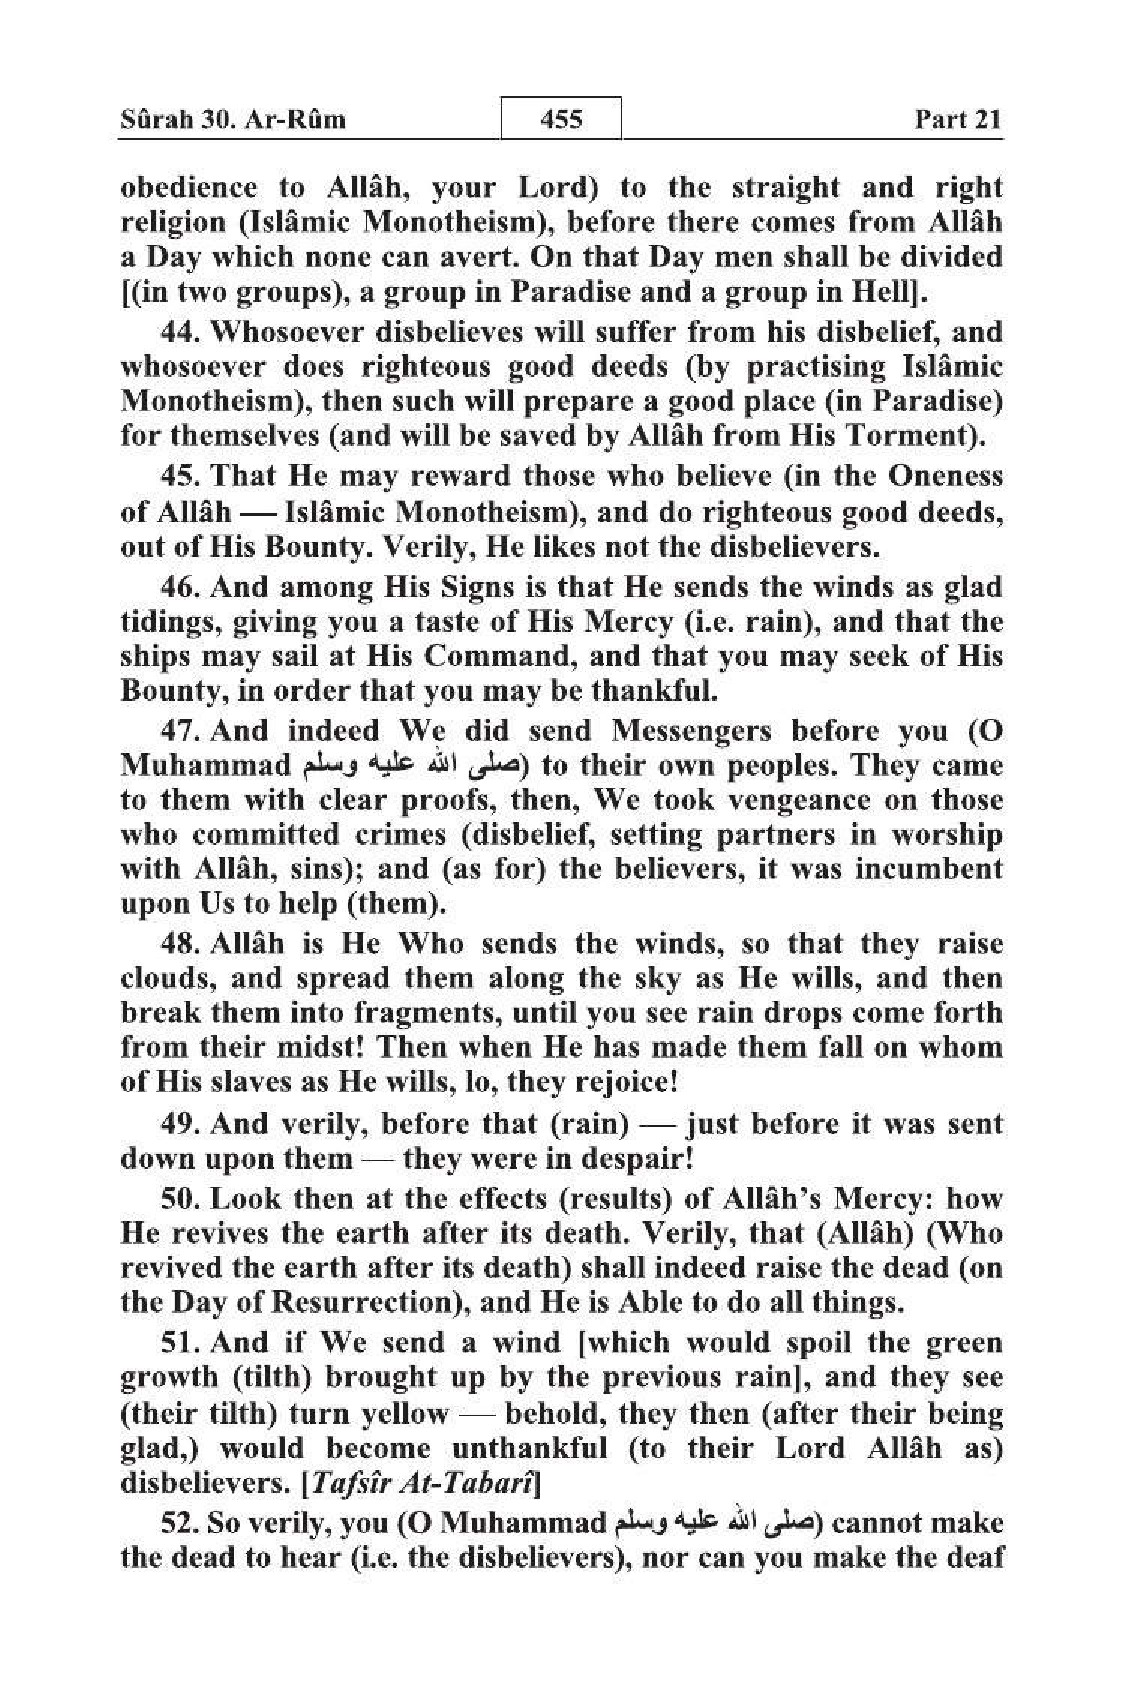 Sûrah 30. Ar-Rûm 455 Part 21
obedience to Allâh, your Lord) to the straight and right
religion (Islâmic Monotheism), before there comes from Allâh
a Day which none can avert. On that Day men shall be divided
[(in two groups), a group in Paradise and a group in Hell].
44. Whosoever disbelieves will suffer from his disbelief, and
whosoever does righteous good deeds (by practising Islâmic
Monotheism), then such will prepare a good place (in Paradise)
for themselves (and will be saved by Allâh from His Torment).
45. That He may reward those who believe (in the Oneness
of Allâh — Islâmic Monotheism), and do righteous good deeds,
out of His Bounty. Verily, He likes not the disbelievers.
46. And among His Signs is that He sends the winds as glad
tidings, giving you a taste of His Mercy (i.e. rain), and that the
ships may sail at His Command, and that you may seek of His
Bounty, in order that you may be thankful.
47. And indeed We did send Messengers before you (O
Muhammad صلى الله عليه وسلم) to their own peoples. They came
to them with clear proofs, then, We took vengeance on those
who committed crimes (disbelief, setting partners in worship
with Allâh, sins); and (as for) the believers, it was incumbent
upon Us to help (them).
48. Allâh is He Who sends the winds, so that they raise
clouds, and spread them along the sky as He wills, and then
break them into fragments, until you see rain drops come forth
from their midst! Then when He has made them fall on whom
of His slaves as He wills, lo, they rejoice!
49. And verily, before that (rain) — just before it was sent
down upon them — they were in despair!
50. Look then at the effects (results) of Allâh’s Mercy: how
He revives the earth after its death. Verily, that (Allâh) (Who
revived the earth after its death) shall indeed raise the dead (on
the Day of Resurrection), and He is Able to do all things.
51. And if We send a wind [which would spoil the green
growth (tilth) brought up by the previous rain], and they see
(their tilth) turn yellow — behold, they then (after their being
glad,) would become unthankful (to their Lord Allâh as)
disbelievers. [Tafsîr At-Tabarî]
52. So verily, you (O Muhammad صلى الله عليه وسلم) cannot make
the dead to hear (i.e. the disbelievers), nor can you make the deaf